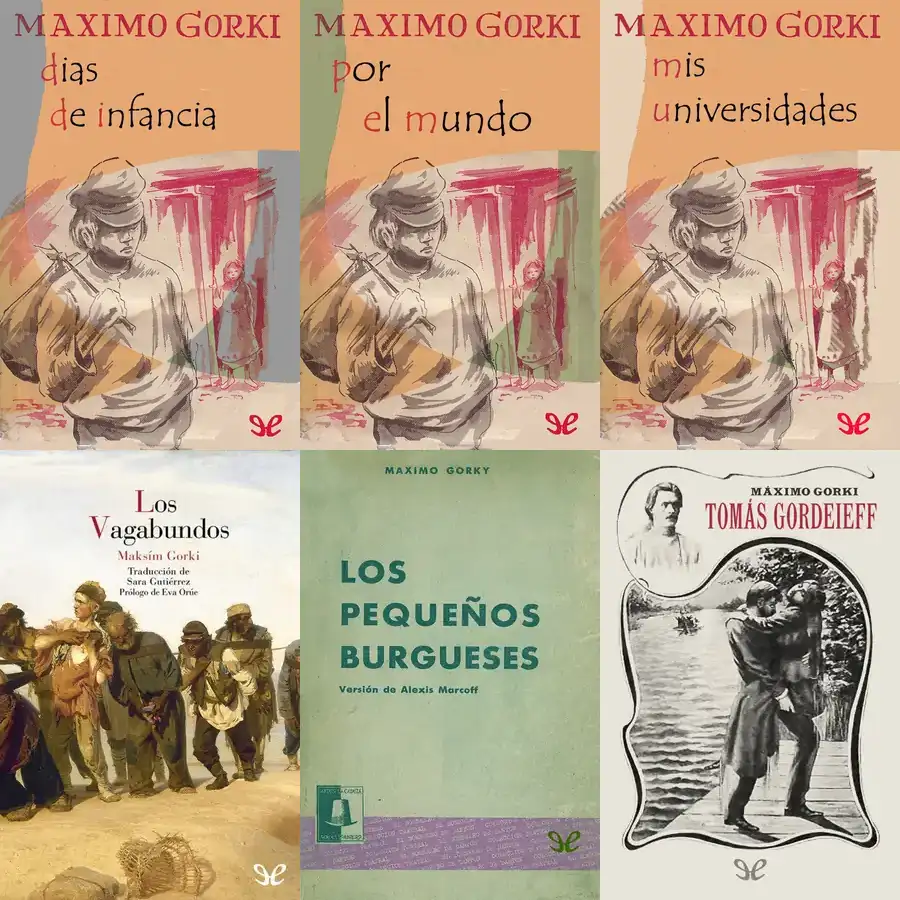 MAXIMO GORKI
dias
de infancia
MAXIMO GORKI
por
el mundo
MAXIMO GORKI
mis
universidades
Los
Vagabundos
Maksím Gorki
Traducción de
Sara Gutiérrez
Prólogo de Eva Orúe
MAXIMO GORKY
LOS
PEQUEÑOS
BURGUESES
Versión de Alexis Marcoff
MÁXIMO GORKI
TOMÁS GORDEIEFF